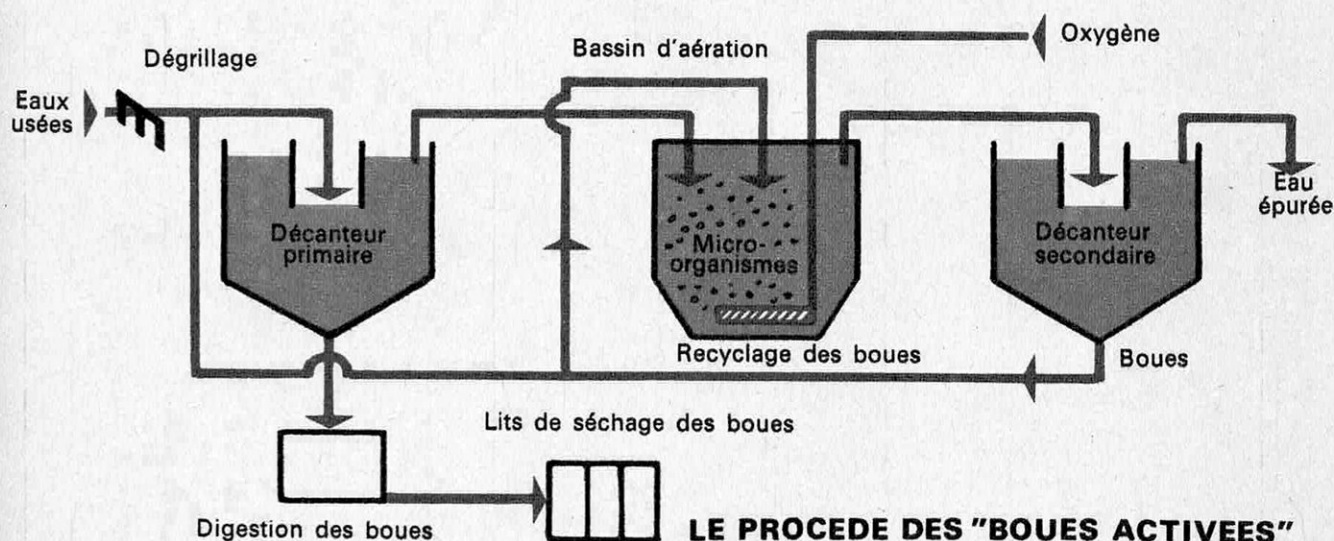 Dégrillage
Bassin d'aération
Oxygène
Eaux
usées
Décanteur
primaire
Micro-
organismes
Décanteur
secondaire
Eau
épurée
Recyclage des boues
Boues
Lits de séchage des boues
Digestion des boues
LE PROCEDE DES "BOUES ACTIVEES"